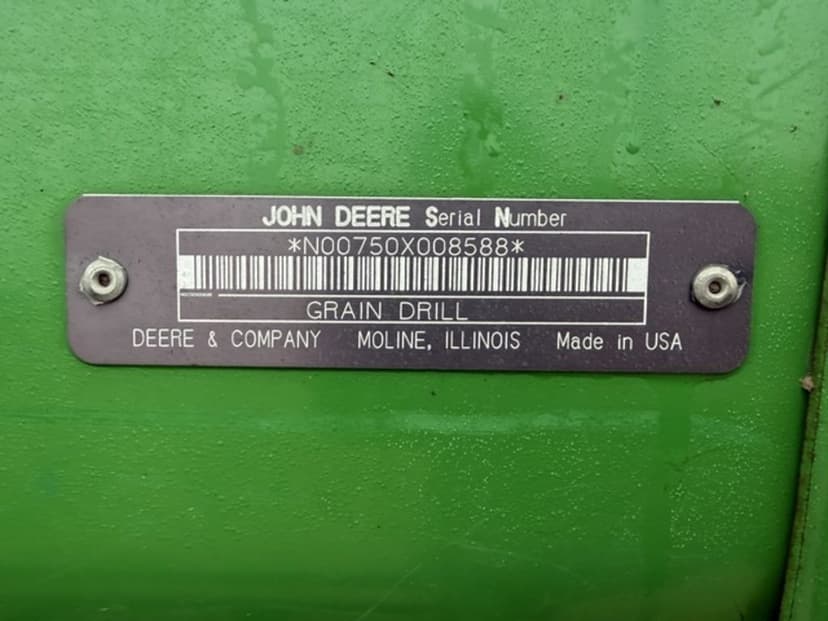 JOHN DEERE Serial Number
*N00750X008588*
GRAIN DRILL
DEERE & COMPANY MOLINE, ILLINOIS Made in USA